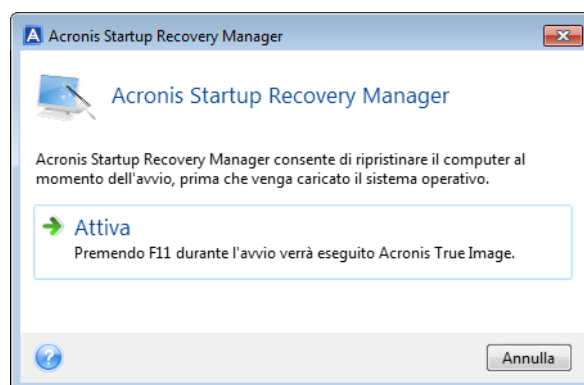 A Acronis Startup Recovery Manager
Acronis Startup Recovery Manager
Acronis Startup Recovery Manager consente di ripristinare il computer al
momento dell'avvio, prima che venga caricato il sistema operativo.
Attiva
Premendo F11 durante l'avvio verrà eseguito Acronis True Image.
?
Annulla